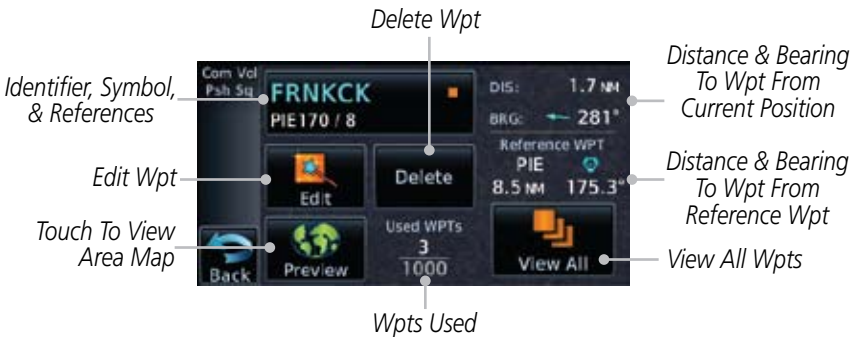 Delete Wpt
Identifier, Symbol,
& References
Edit Wpt
Touch To View
Area Map
Com Vol
Psh Sq
FRNKCK
PIE170 / 8
Edit
Delete
Back
Preview
Used WPTs
3
1000
DIS: 1.7 NM
BRG: 281°
Reference WPT
PIE
8.5 NM 175.3°
View All
Distance & Bearing
To Wpt From
Current Position
Distance & Bearing
To Wpt From
Reference Wpt
View All Wpts
Wpts Used